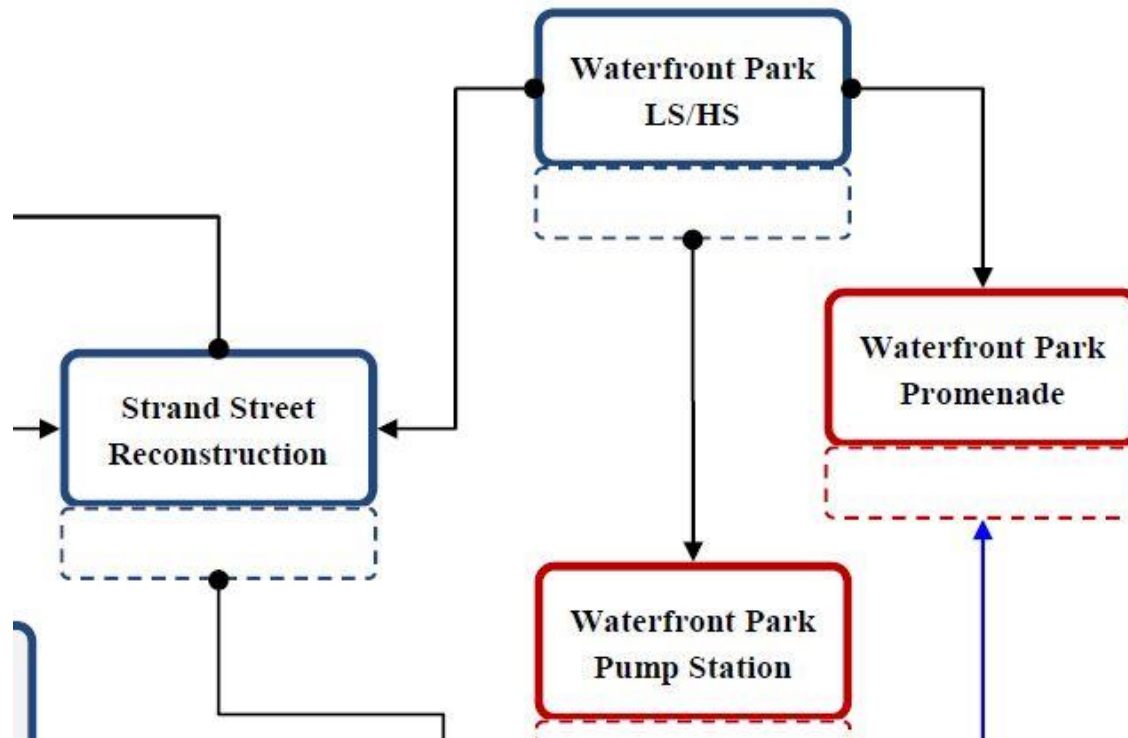 Waterfront Park
LS/HS
Waterfront Park
Promenade
Strand Street
Reconstruction
Waterfront Park
Pump Station